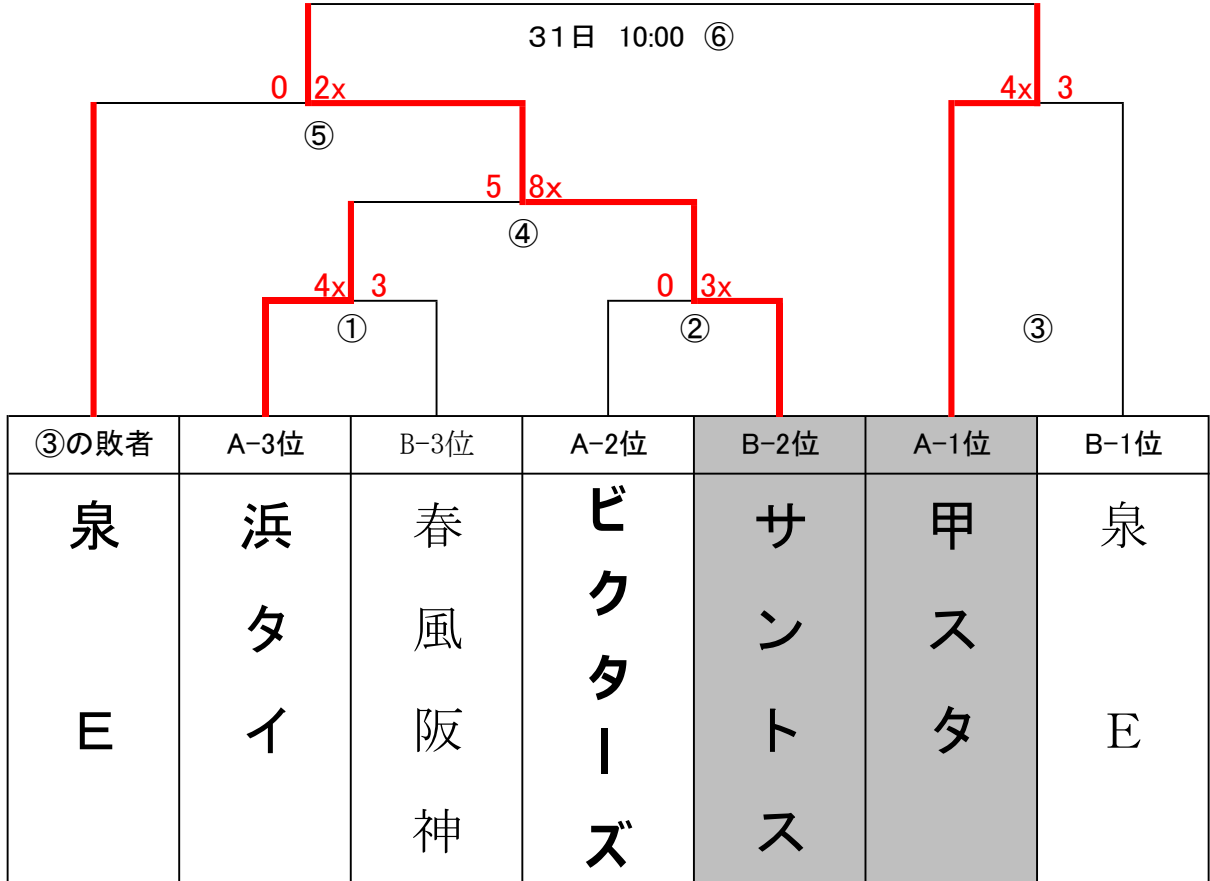 31日 10:00 ⑥
0 2x
4x 3
⑤
5 8x
④
4x 3
0 3x
①
②
③
③の敗者 A-3位 B-3位 A-2位 B-2位 A-1位 B-1位
泉E
浜タイ
春風阪神
ビクターズ
サントス
甲スタ
泉E